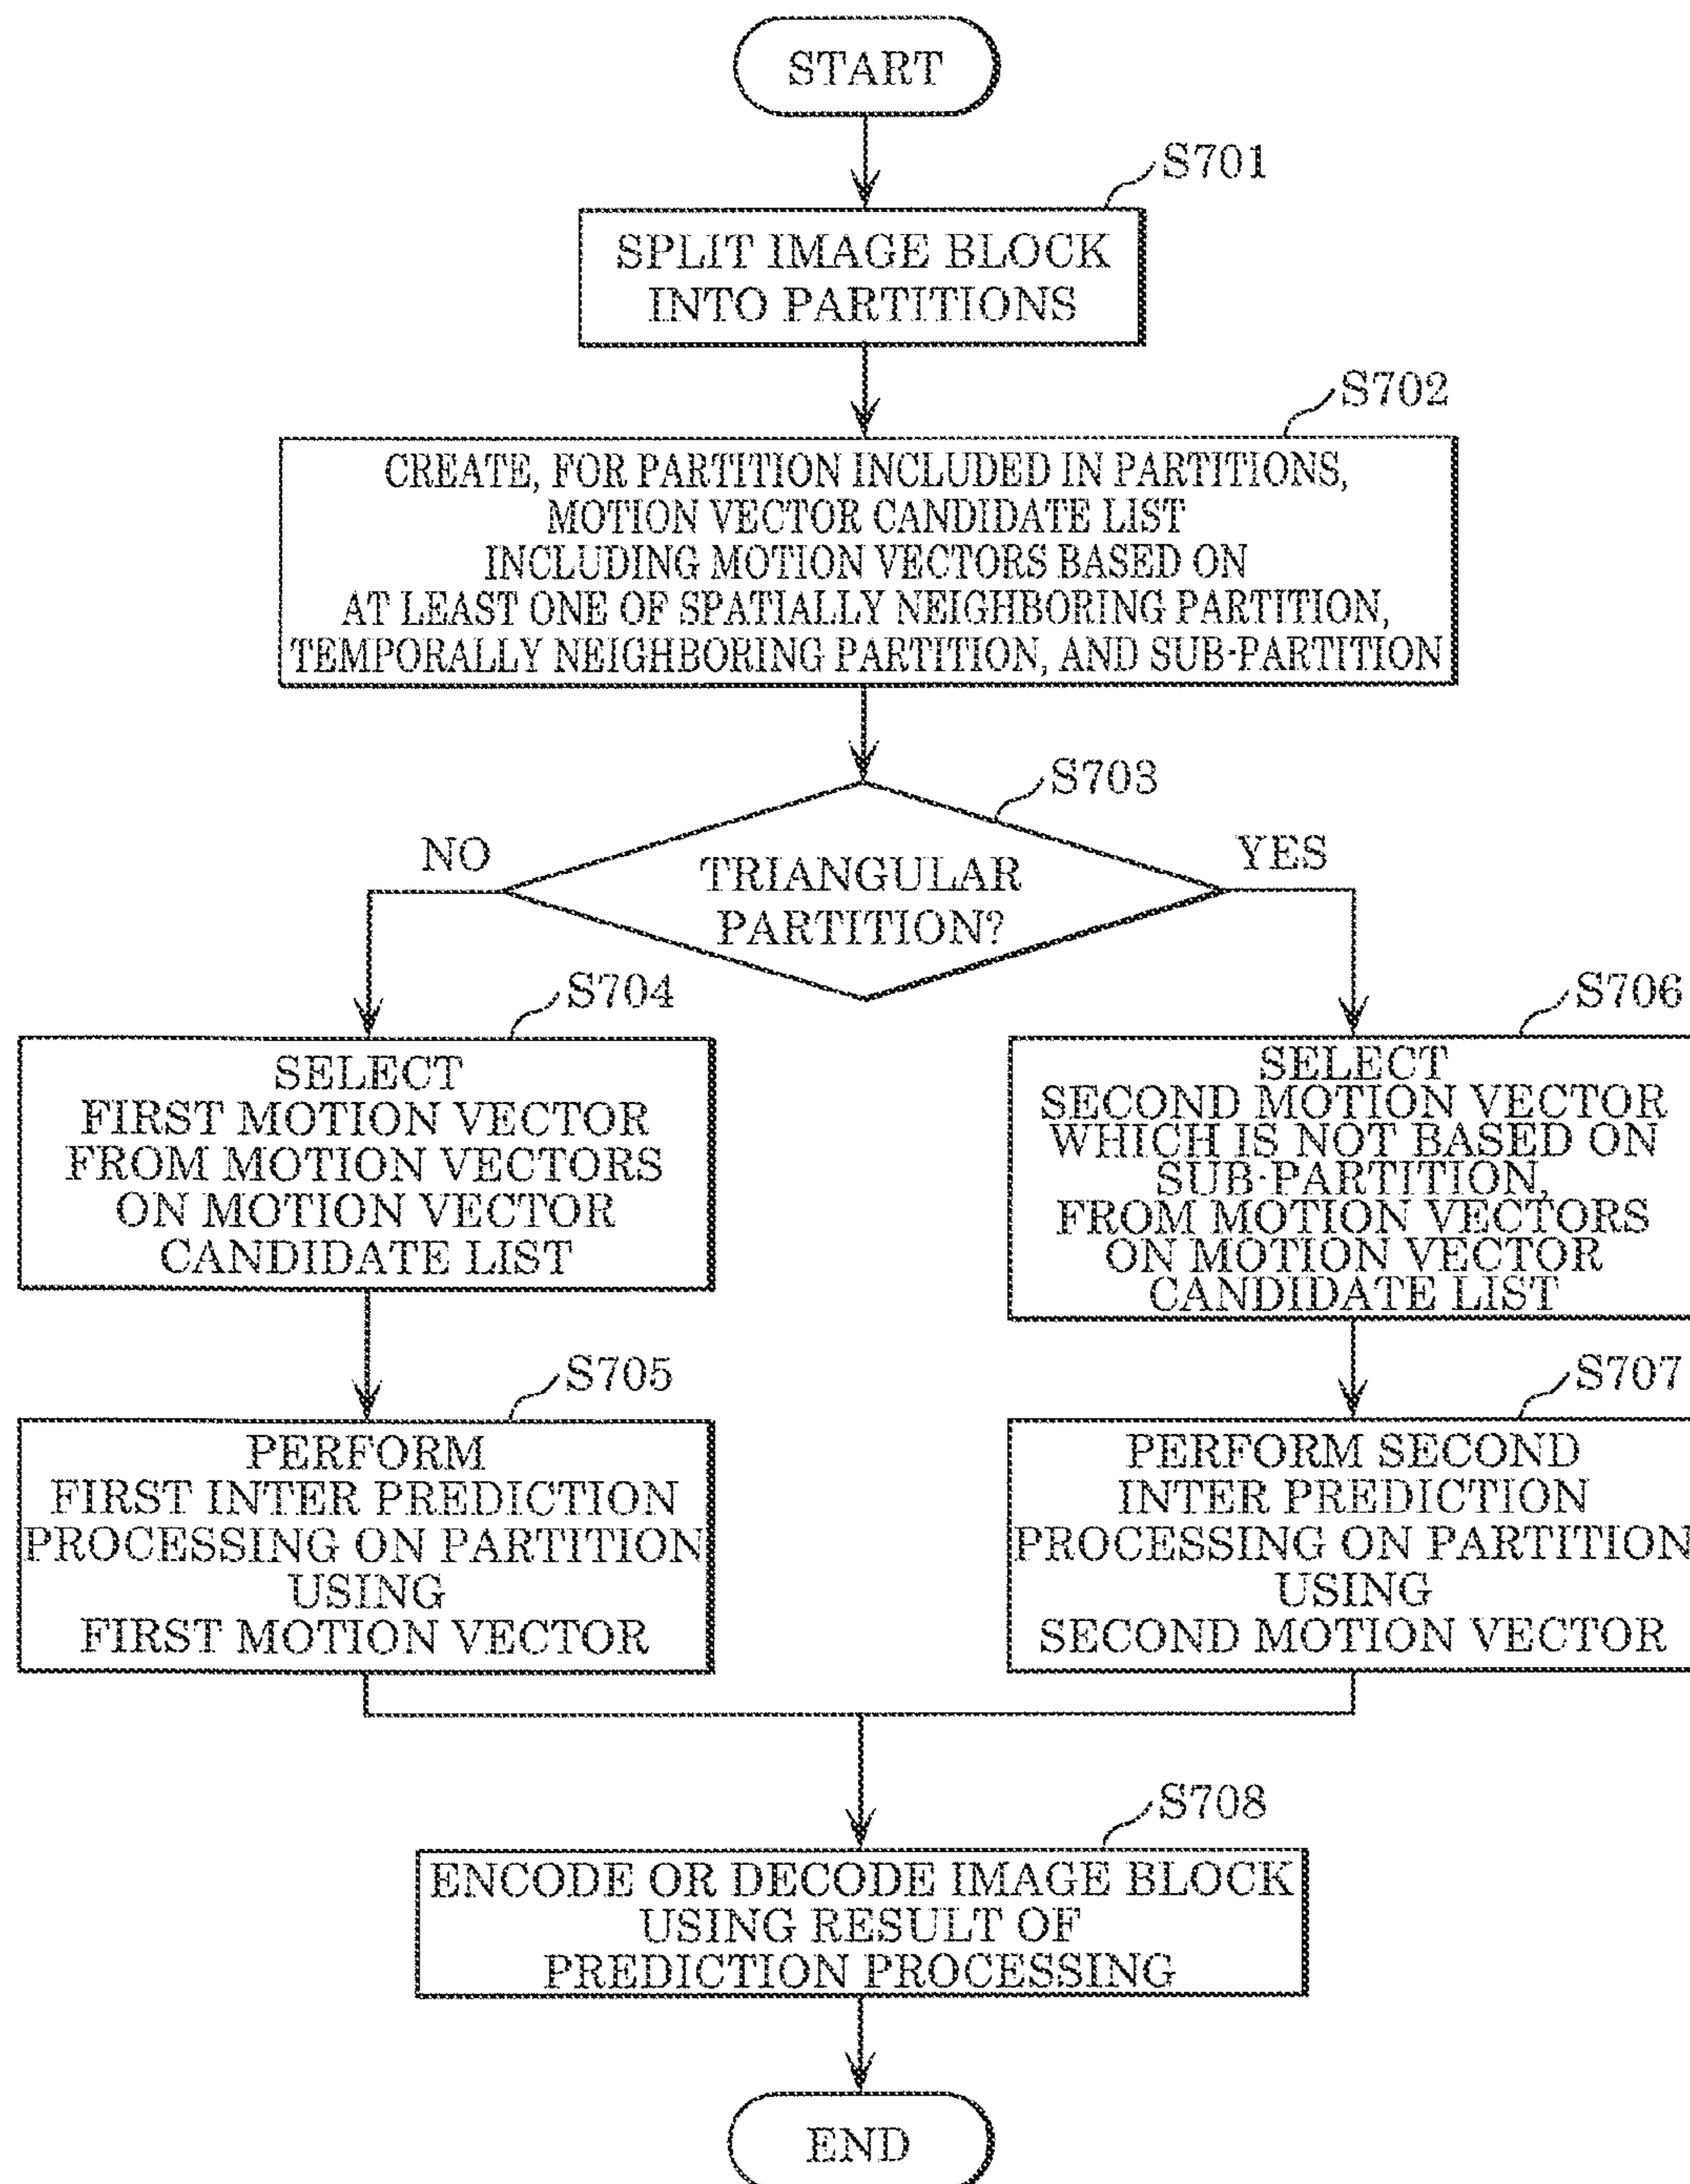 START
S701
SPLIT IMAGE BLOCK
INTO PARTITIONS
S702
CREATE, FOR PARTITION INCLUDED IN PARTITIONS,
MOTION VECTOR CANDIDATE LIST
INCLUDING MOTION VECTORS BASED ON
AT LEAST ONE OF SPATIALLY NEIGHBORING PARTITION,
TEMPORALLY NEIGHBORING PARTITION, AND SUB-PARTITION
S703
NO
YES
TRIANGULAR
PARTITION?
S704
SELECT
FIRST MOTION VECTOR
FROM MOTION VECTORS
ON MOTION VECTOR
CANDIDATE LIST
S706
SELECT
SECOND MOTION VECTOR
WHICH IS NOT BASED ON
SUB-PARTITION,
FROM MOTION VECTORS
ON MOTION VECTOR
CANDIDATE LIST
S705
PERFORM
FIRST INTER PREDICTION
PROCESSING ON PARTITION
USING
FIRST MOTION VECTOR
S707
PERFORM SECOND
INTER PREDICTION
PROCESSING ON PARTITION
USING
SECOND MOTION VECTOR
S708
ENCODE OR DECODE IMAGE BLOCK
USING RESULT OF
PREDICTION PROCESSING
END